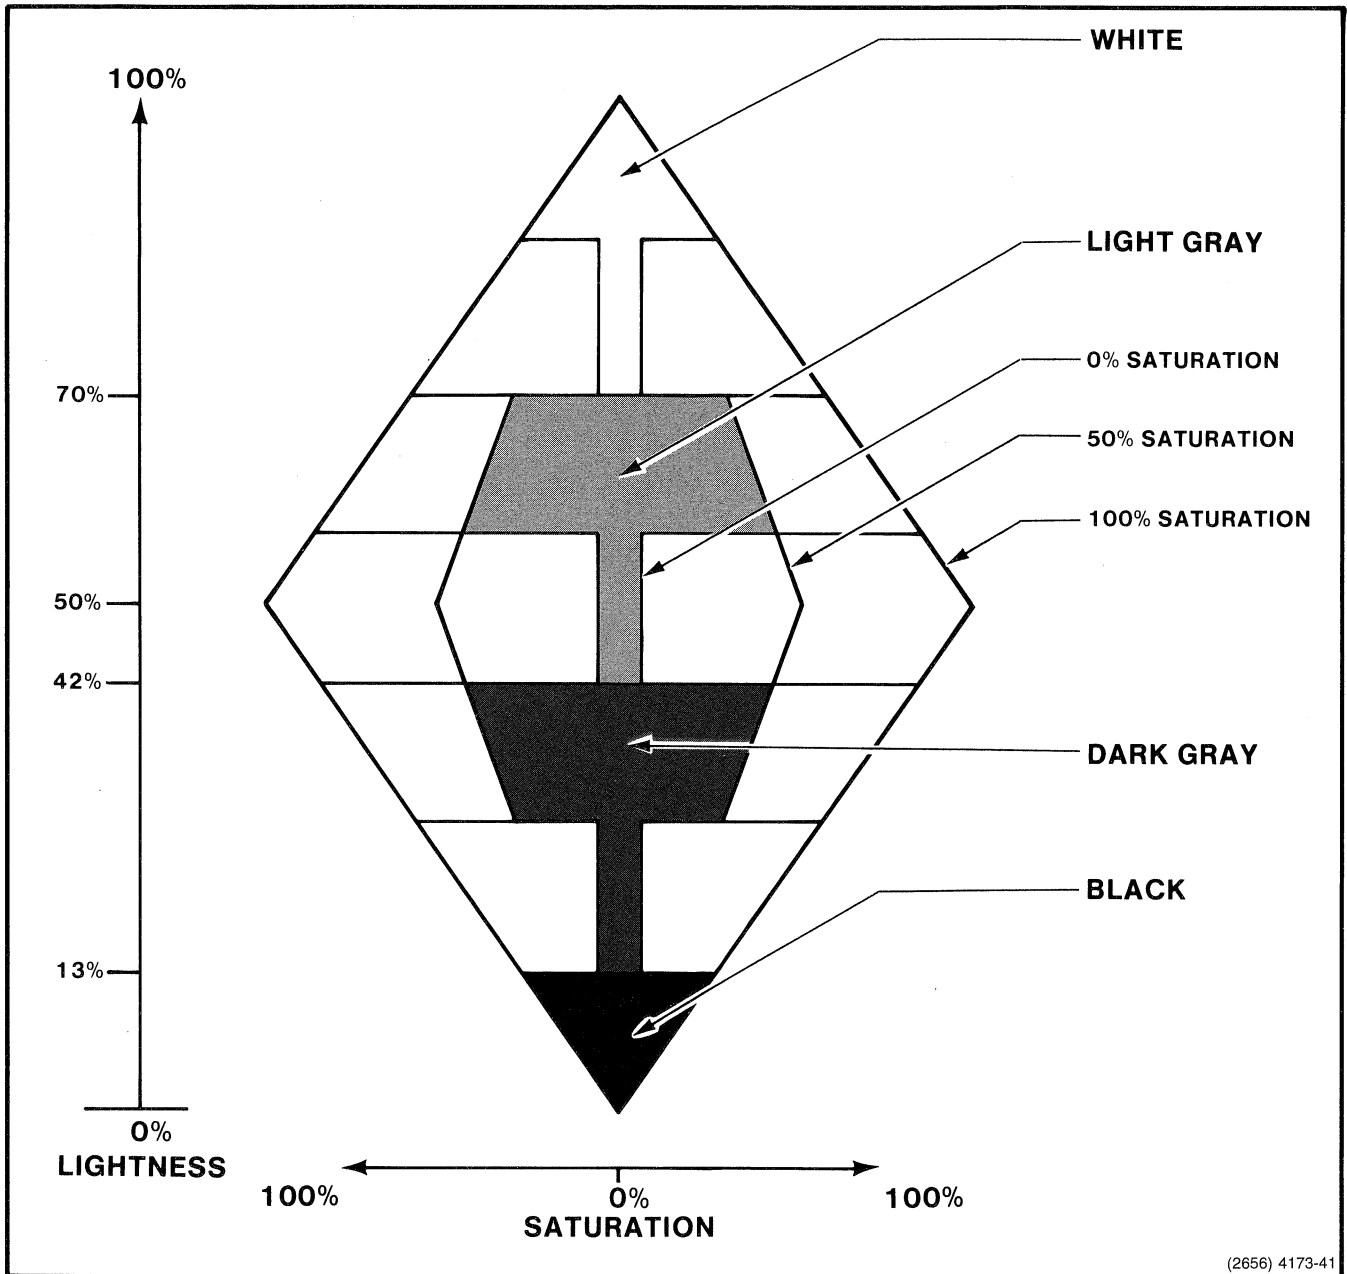 WHITE
100%
LIGHT GRAY
0% SATURATION
70%
50% SATURATION
100% SATURATION
50%
42%
DARK GRAY
BLACK
13%
0%
LIGHTNESS
100%
0%
100%
SATURATION
(2656) 4173-41